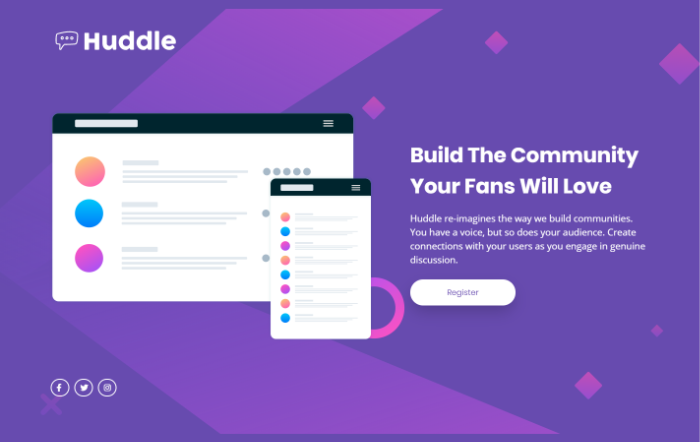 Huddle
Build The Community
Your Fans Will Love
Huddle re-imagines the way we build communities.
You have a voice, but so does your audience. Create
connections with your users as you engage in genuine
discussion.
Register